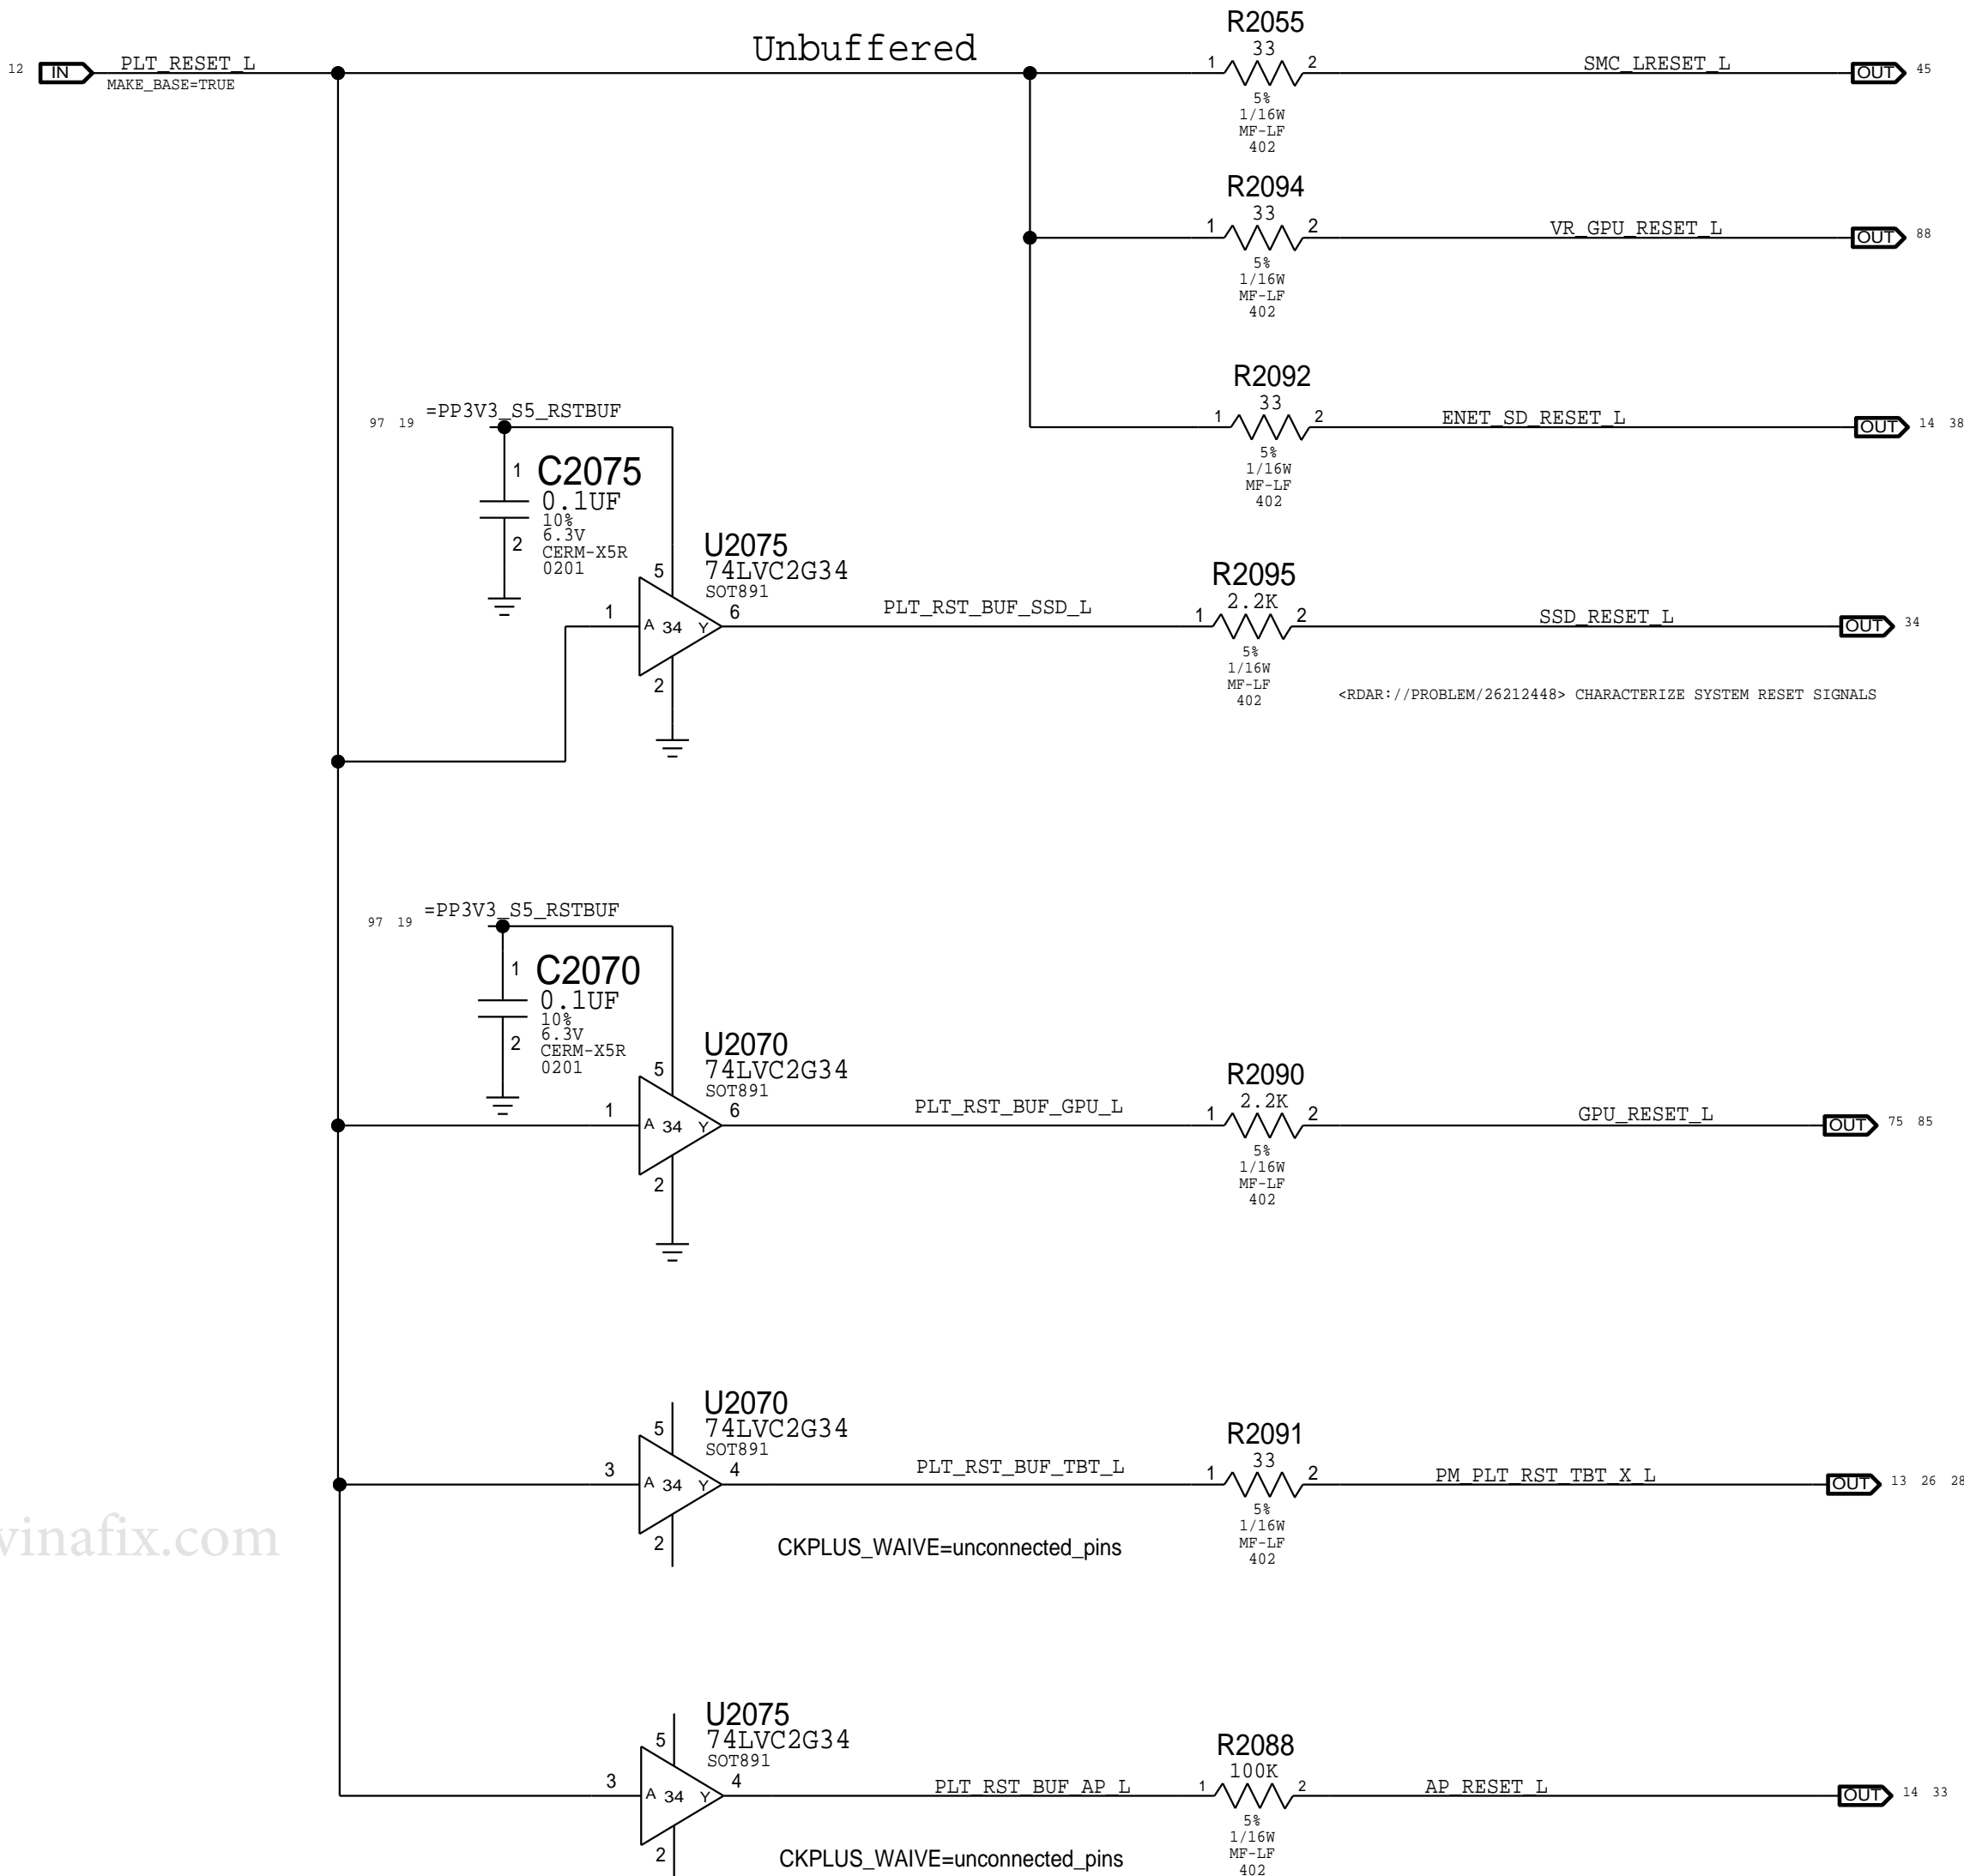 Unbuffered
12 IN PLT_RESET_L
MAKE_BASE=TRUE
R2055
33
1 2
5%
1/16W
MF-LF
402
SMC_LRESET_L OUT 45
R2094
33
1 2
5%
1/16W
MF-LF
402
VR_GPU_RESET_L OUT 88
R2092
33
1 2
5%
1/16W
MF-LF
402
ENET_SD_RESET_L OUT 14 38
97 19 =PP3V3_S5_RSTBUF
1
C2075
0.1UF
10%
6.3V
CERM-X5R
0201
2
U2075
74LVC2G34
SOT891
5
1 A 34 Y 6
2
PLT_RST_BUF_SSD_L
R2095
2.2K
1 2
5%
1/16W
MF-LF
402
SSD_RESET_L OUT 34
<RDAR://PROBLEM/26212448> CHARACTERIZE SYSTEM RESET SIGNALS
97 19 =PP3V3_S5_RSTBUF
1
C2070
0.1UF
10%
6.3V
CERM-X5R
0201
2
U2070
74LVC2G34
SOT891
5
1 A 34 Y 6
2
PLT_RST_BUF_GPU_L
R2090
2.2K
1 2
5%
1/16W
MF-LF
402
GPU_RESET_L OUT 75 85
U2070
74LVC2G34
SOT891
5
3 A 34 Y 4
2
PLT_RST_BUF_TBT_L
R2091
33
1 2
5%
1/16W
MF-LF
402
PM_PLT_RST_TBT_X_L OUT 13 26 28
CKPLUS_WAIVE=unconnected_pins
vinafix.com
U2075
74LVC2G34
SOT891
5
3 A 34 Y 4
2
PLT_RST_BUF_AP_L
R2088
100K
1 2
5%
1/16W
MF-LF
402
AP_RESET_L OUT 14 33
CKPLUS_WAIVE=unconnected_pins